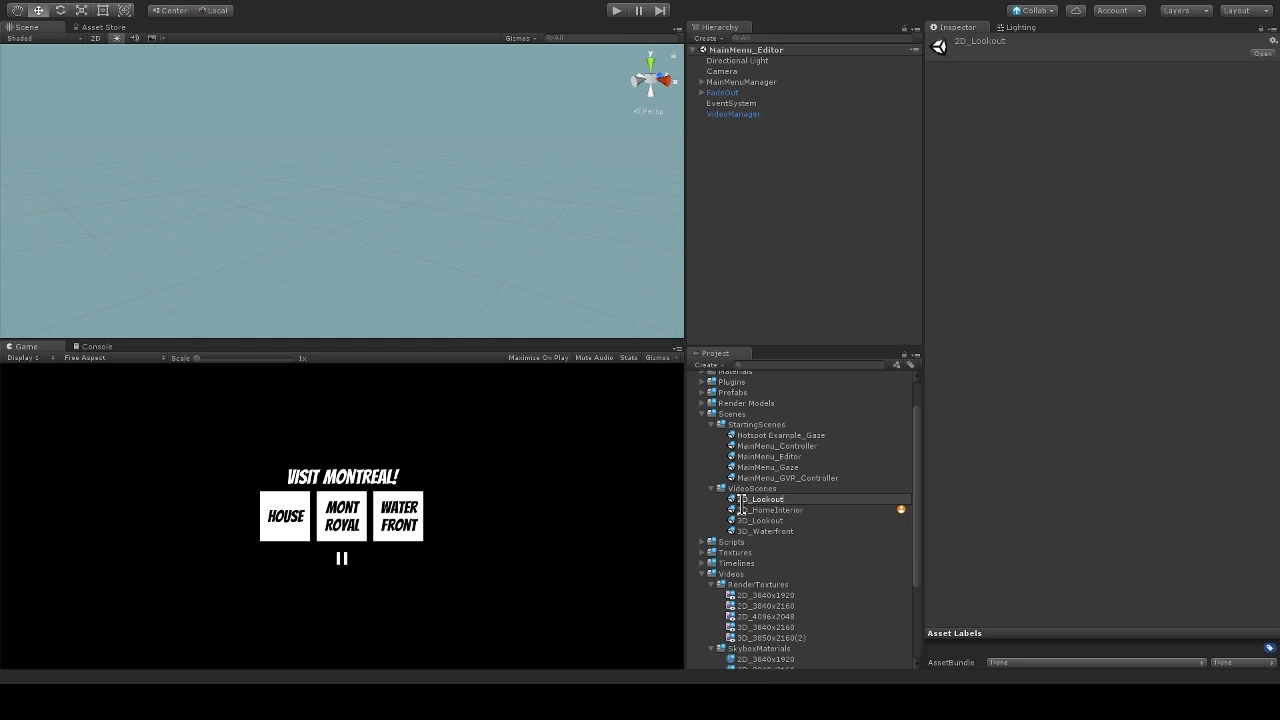 Center Local
Collab Account Layers Layout
Scene Asset Store
Shaded 2D Gizmos All
y
x
Persp
Hierarchy
Create All
MainMenu_Editor
Directional Light
Camera
MainMenuManager
FadeOut
EventSystem
VideoManager
Inspector Lighting
2D_Lookout
Open
Game Console
Display 1 Free Aspect Scale 1x Maximize On Play Mute Audio Stats Gizmos
VISIT MONTREAL!
HOUSE
MONT
ROYAL
WATER
FRONT
Project
Create
Materials
Plugins
Prefabs
Render Models
Scenes
StartingScenes
Hotspot Example_Gaze
MainMenu_Controller
MainMenu_Editor
MainMenu_Gaze
MainMenu_GVR_Controller
VideoScenes
2D_Lookout
3D_HomeInterior
3D_Lookout
3D_Waterfront
Scripts
Textures
Timelines
Videos
RenderTextures
2D_3840x1920
2D_3840x2160
2D_4096x2048
3D_3840x2160
3D_3850x2160(2)
SkyboxMaterials
2D_3840x1920
Asset Labels
AssetBundle None None